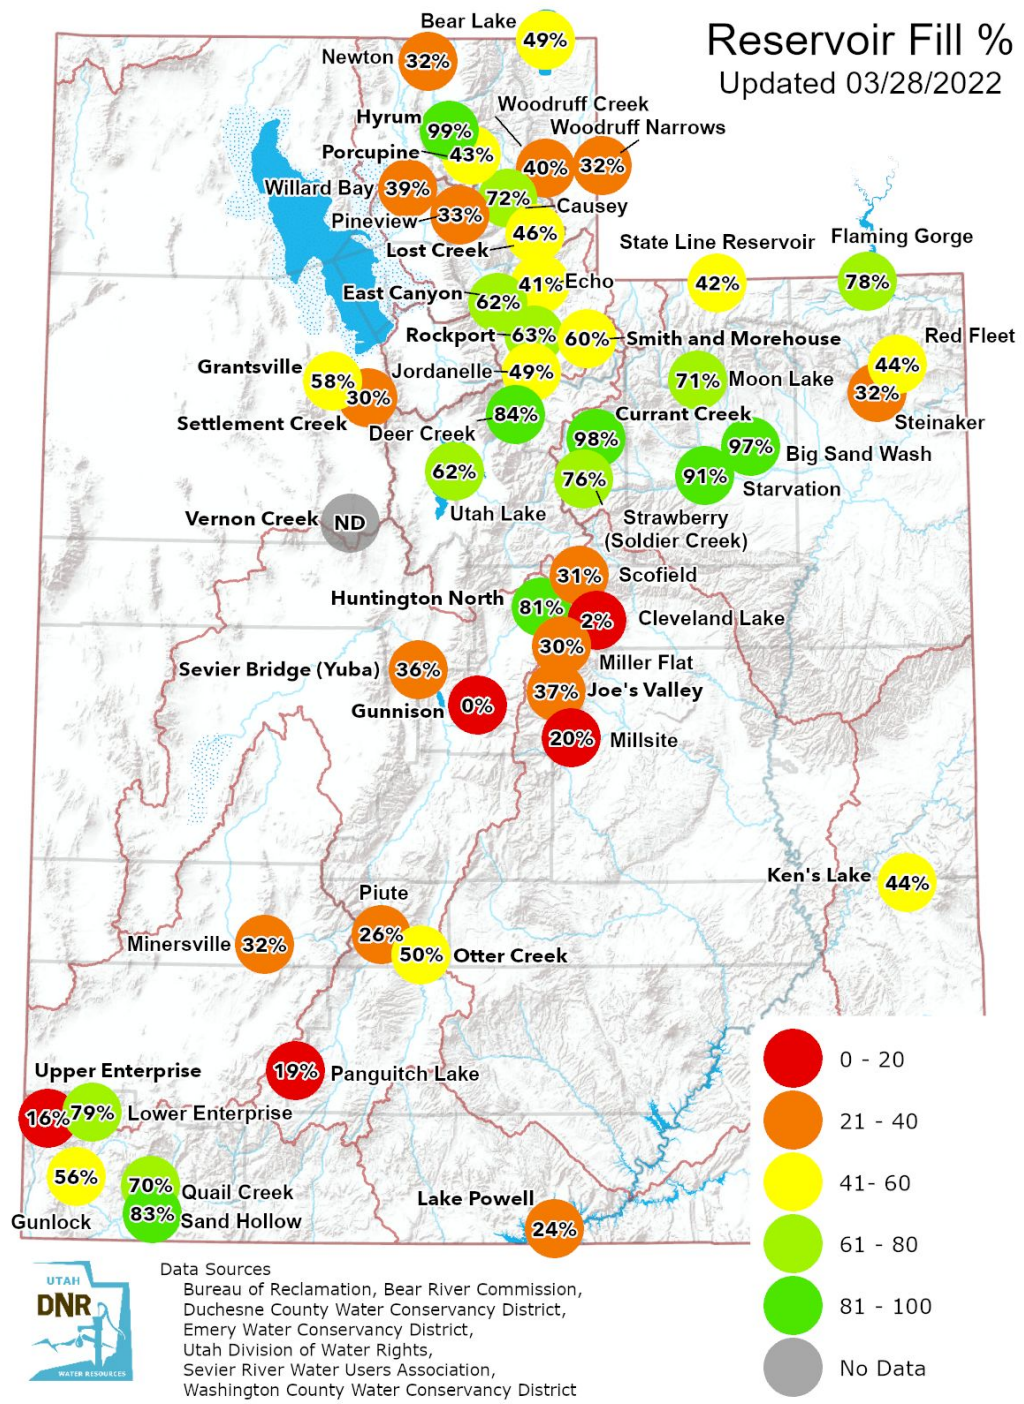 Bear Lake
49%
Reservoir Fill %
Updated 03/28/2022
Newton
32%
Woodruff Creek
Hyrum
99%
Woodruff Narrows
Porcupine
43%
40%
32%
Willard Bay
39%
72%
Causey
Pineview
33%
46%
Lost Creek
State Line Reservoir
Flaming Gorge
41%
Echo
42%
78%
East Canyon
62%
Rockport
63%
60%
Smith and Morehouse
Red Fleet
44%
Grantsville
58%
Jordanelle
49%
71%
Moon Lake
30%
32%
Steinaker
Settlement Creek
Deer Creek
84%
Currant Creek
98%
97%
Big Sand Wash
62%
76%
91%
Starvation
Utah Lake
Vernon Creek
ND
Strawberry
(Soldier Creek)
31%
Scofield
Huntington North
81%
2%
Cleveland Lake
30%
Miller Flat
Sevier Bridge (Yuba)
36%
37%
Joe's Valley
Gunnison
0%
20%
Millsite
Ken's Lake
44%
Piute
26%
Minersville
32%
50%
Otter Creek
Upper Enterprise
19%
Panguitch Lake
16%
79%
Lower Enterprise
56%
70%
Quail Creek
Gunlock
83%
Sand Hollow
Lake Powell
24%
0 - 20
21 - 40
41- 60
61 - 80
81 - 100
No Data
UTAH
DNR
WATER RESOURCES
Data Sources
Bureau of Reclamation, Bear River Commission,
Duchesne County Water Conservancy District,
Emery Water Conservancy District,
Utah Division of Water Rights,
Sevier River Water Users Association,
Washington County Water Conservancy District